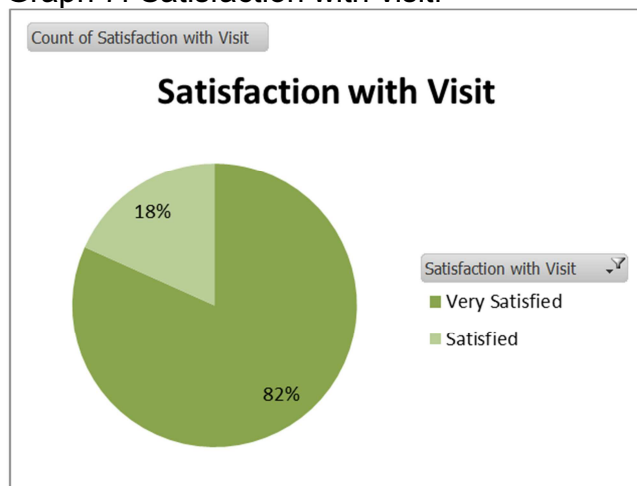 Count of Satisfaction with Visit
Satisfaction with Visit
18%
82%
Satisfaction with Visit
Very Satisfied
Satisfied